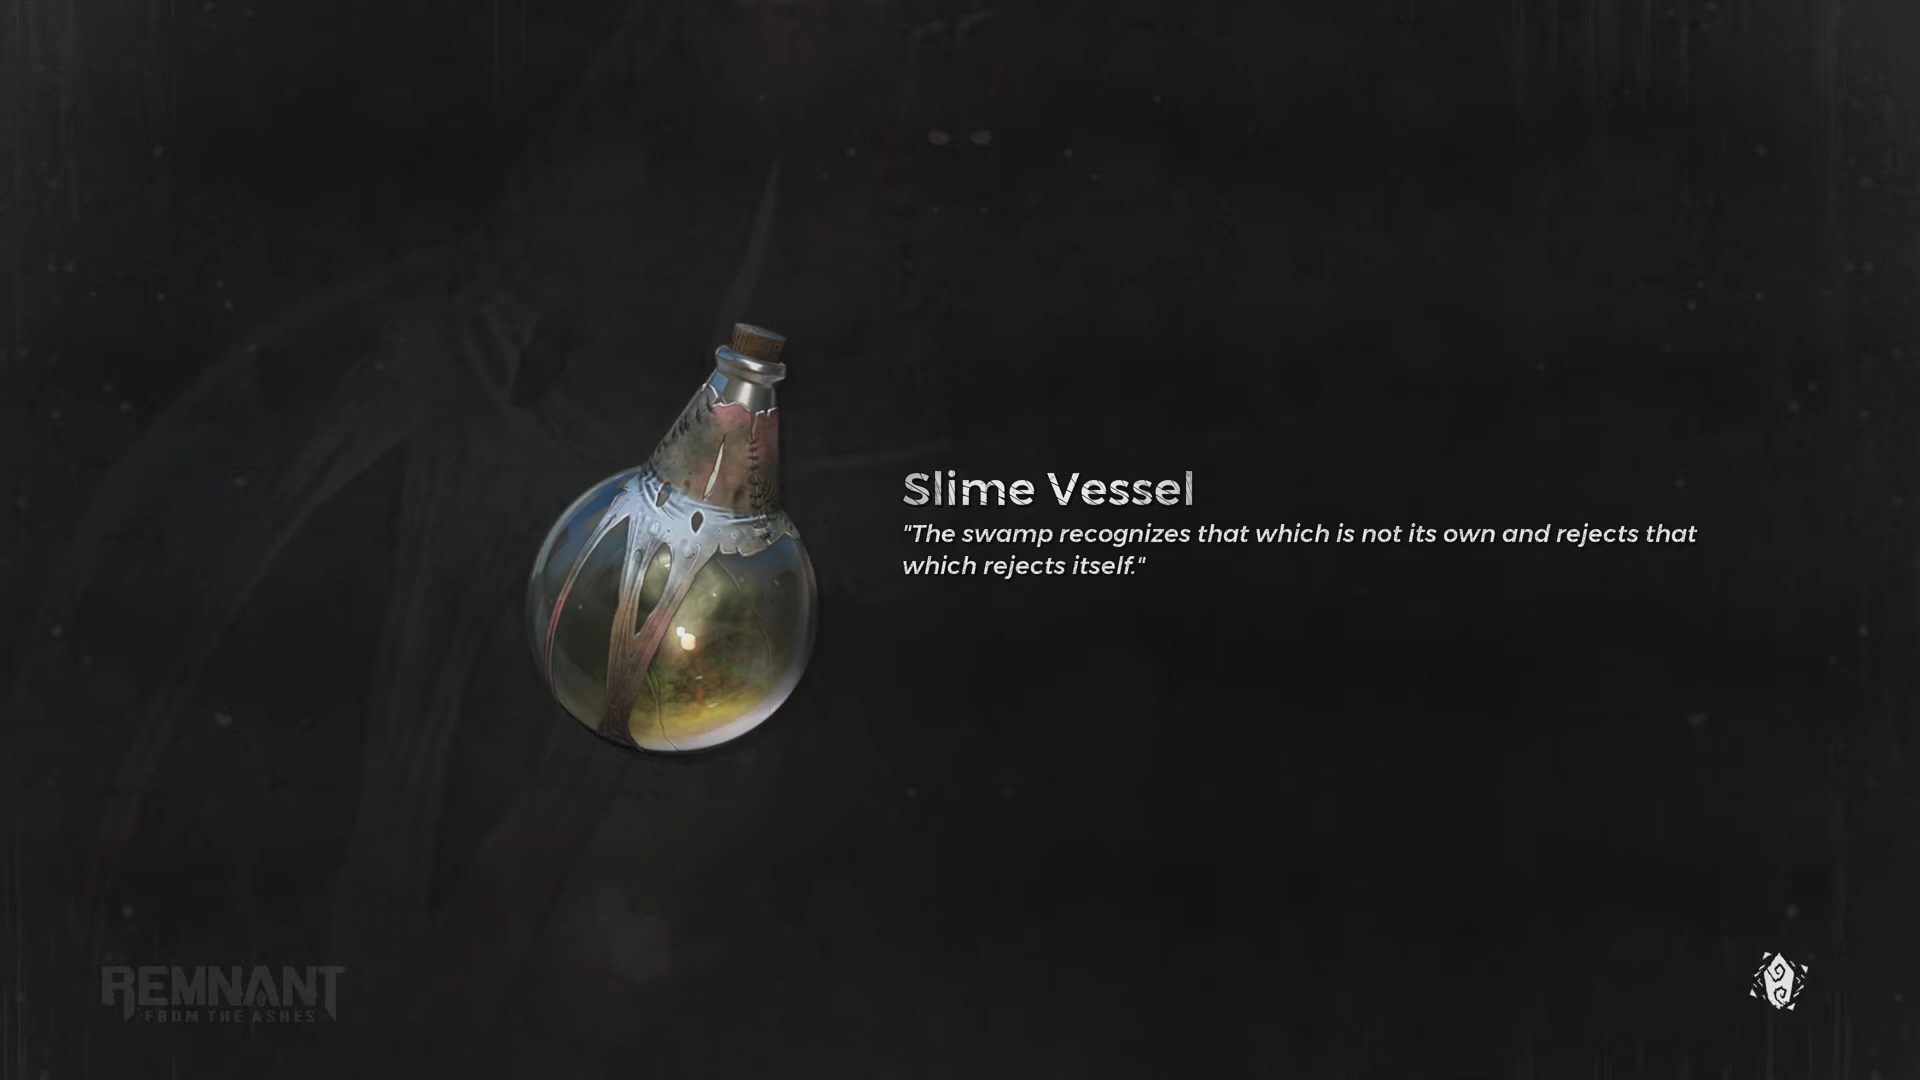 Slime Vessel
"The swamp recognizes that which is not its own and rejects that
which rejects itself."
REMNANT
FROM THE ASHES